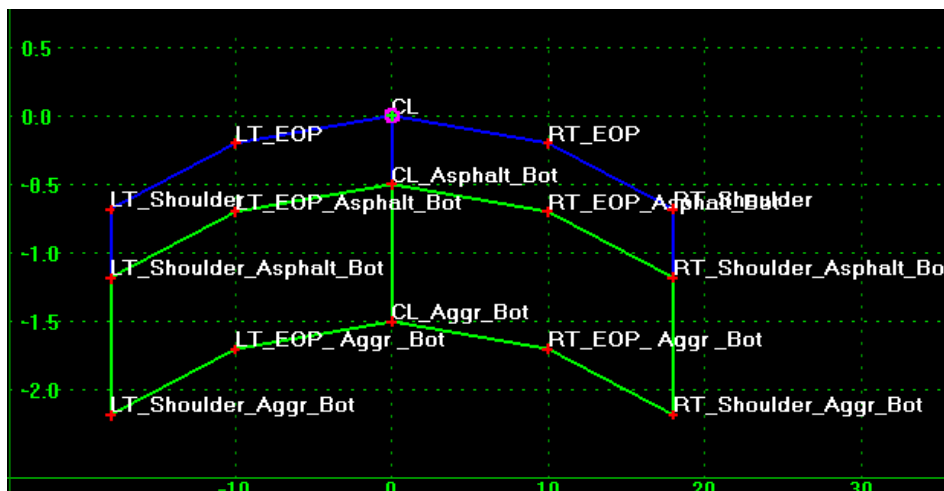 0.5
0.0
CL
LT_EOP
RT_EOP
-0.5
CL_Asphalt_Bot
LT_Shoulder
LT_EOP_Asphalt_Bot
RT_EOP_Asphalt_Bot
RT_Shoulder
-1.0
LT_Shoulder_Asphalt_Bot
RT_Shoulder_Asphalt_Bo
-1.5
CL_Aggr_Bot
LT_EOP_ Aggr _Bot
RT_EOP_ Aggr _Bot
-2.0
LT_Shoulder_Aggr_Bot
RT_Shoulder_Aggr_Bot
-10 0 10 20 30